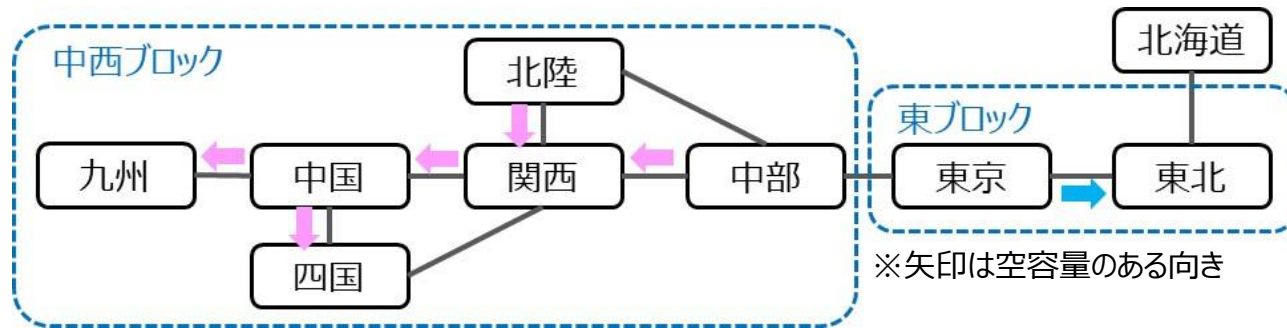 中西ブロック
北海道
北陸
東ブロック
九州
中国
関西
中部
東京
東北
四国
※矢印は空容量のある向き